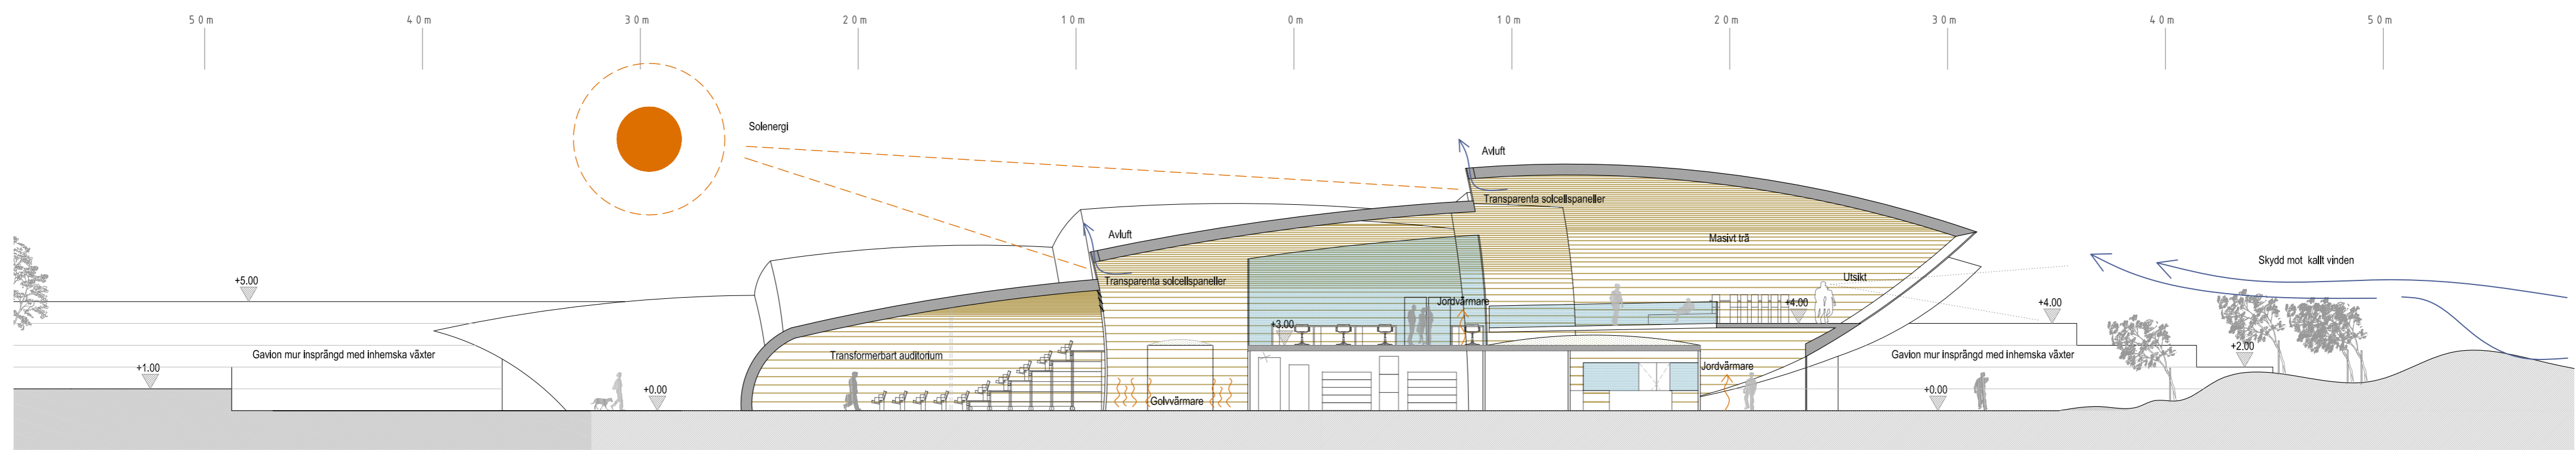 50m 40m 30m 20m 10m 0m 10m 20m 30m 40m 50m
Solenergi
Avluft
Transparenta solcellspaneller
Avluft
Masivt trä
Skydd mot kallt vinden
Utsikt
+5.00
Transparenta solcellspaneller
Jordvärmare
+4.00
+4.00
+3.00
Gavion mur insprängd med inhemska växter
Transformerbart auditorium
Gavion mur insprängd med inhemska växter
+2.00
+1.00
Jordvärmare
+0.00
+0.00
Golvvärmare